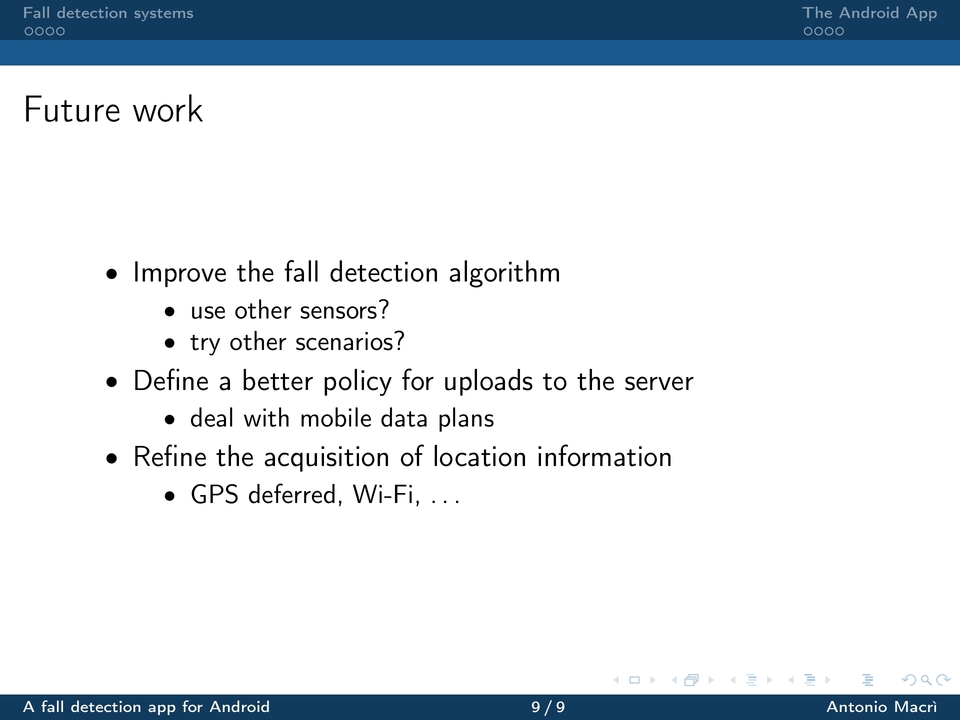 Fall detection systems
The Android App
Future work
• Improve the fall detection algorithm
• use other sensors?
• try other scenarios?
• Define a better policy for uploads to the server
• deal with mobile data plans
• Refine the acquisition of location information
• GPS deferred, Wi-Fi, . . .
A fall detection app for Android
9 / 9
Antonio Macrì